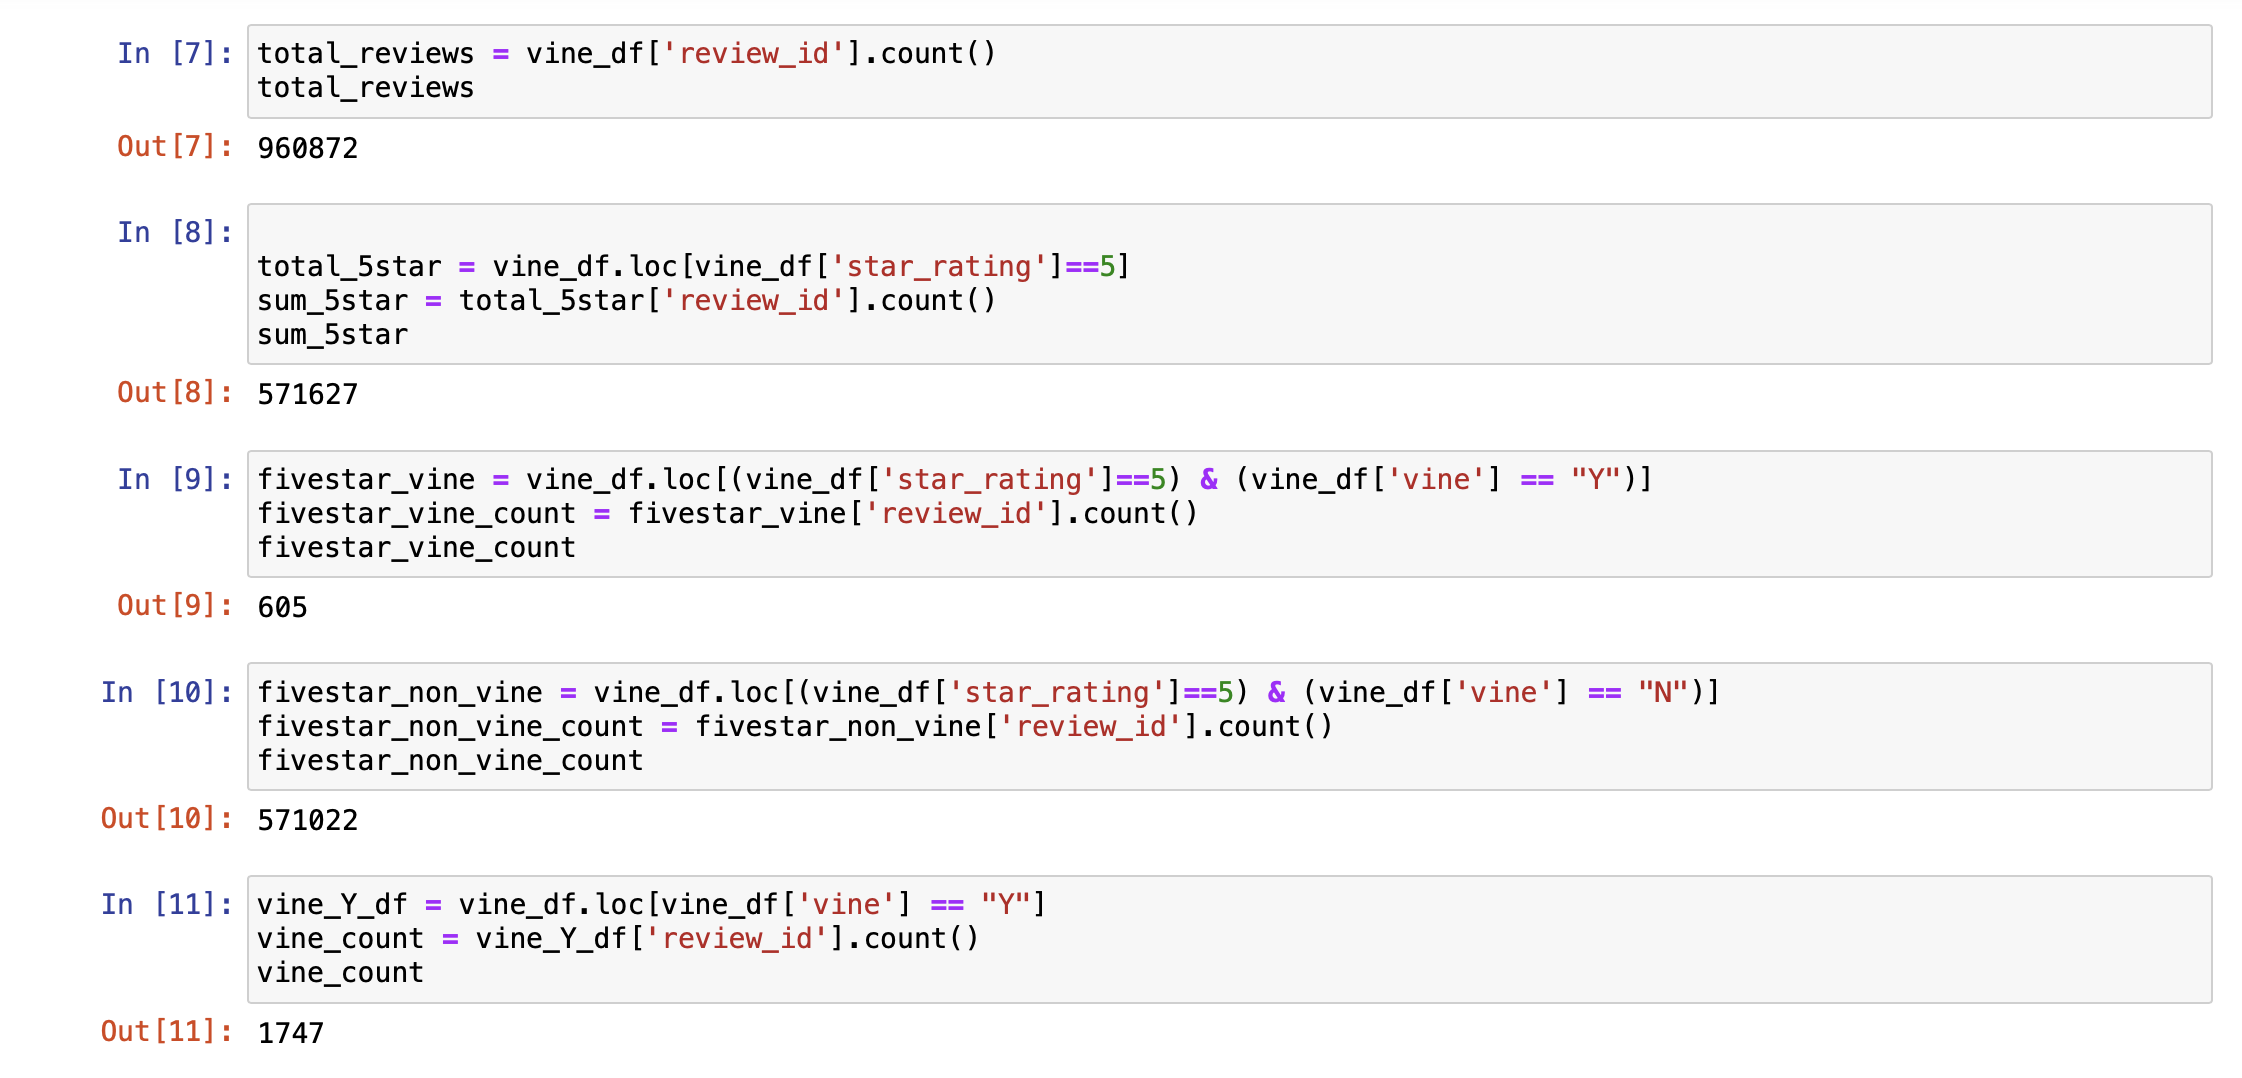 In [7]: total_reviews = vine_df['review_id'].count()
total_reviews
Out[7]: 960872
In [8]:
total_5star = vine_df.loc[vine_df['star_rating']==5]
sum_5star = total_5star['review_id'].count()
sum_5star
Out[8]: 571627
In [9]: fivestar_vine = vine_df.loc[(vine_df['star_rating']==5) & (vine_df['vine'] == "Y")]
fivestar_vine_count = fivestar_vine['review_id'].count()
fivestar_vine_count
Out[9]: 605
In [10]: fivestar_non_vine = vine_df.loc[(vine_df['star_rating']==5) & (vine_df['vine'] == "N")]
fivestar_non_vine_count = fivestar_non_vine['review_id'].count()
fivestar_non_vine_count
Out[10]: 571022
In [11]: vine_Y_df = vine_df.loc[vine_df['vine'] == "Y"]
vine_count = vine_Y_df['review_id'].count()
vine_count
Out[11]: 1747